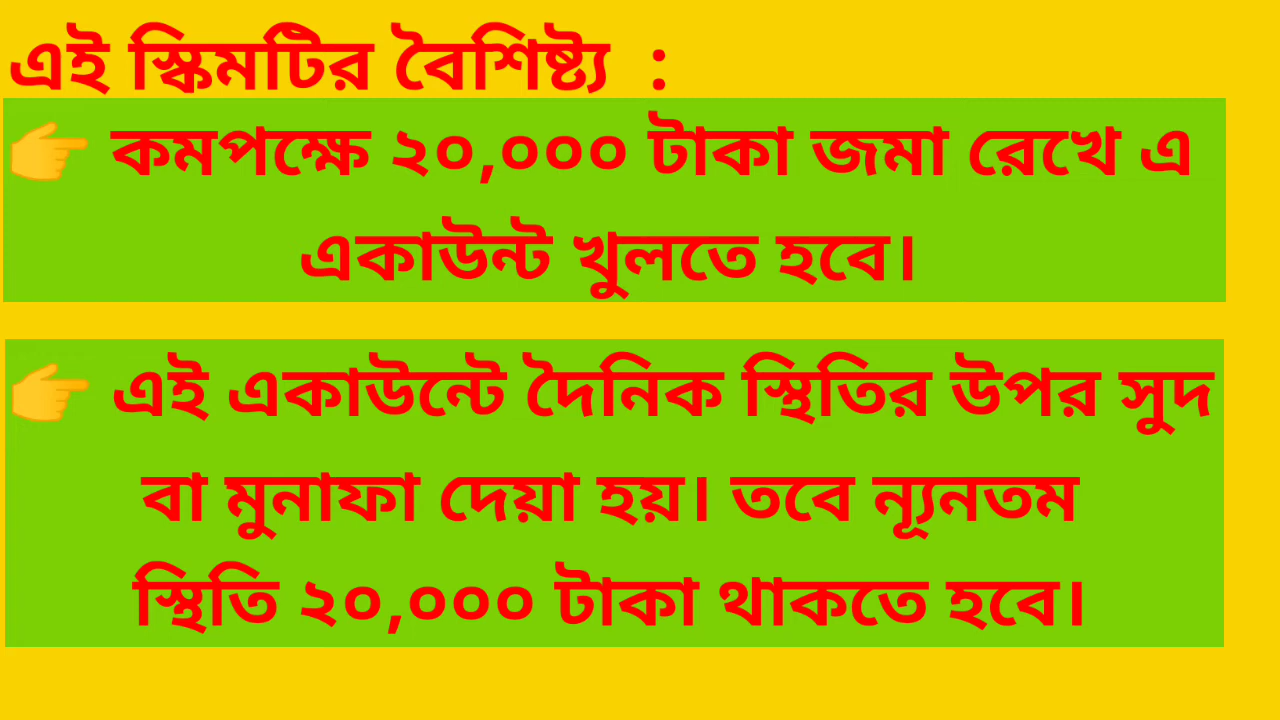 এই স্কিমটির বৈশিষ্ট্য :
👉 কমপক্ষে ২০,০০০ টাকা জমা রেখে এ
একাউন্ট খুলতে হবে।
👉 এই একাউন্টে দৈনিক স্থিতির উপর সুদ
বা মুনাফা দেয়া হয়। তবে ন্যূনতম
স্থিতি ২০,০০০ টাকা থাকতে হবে।